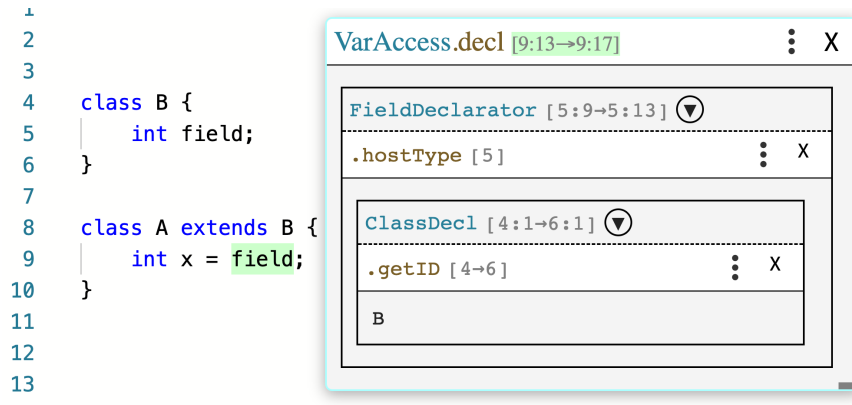 1
2
3
4 class B {
5 int field;
6 }
7
8 class A extends B {
9 int x = field;
10 }
11
12
13
VarAccess.decl [9:13→9:17] ⋮ X
FieldDeclarator [5:9→5:13] ▼
.hostType [5] ⋮ X
ClassDecl [4:1→6:1] ▼
.getID [4→6] ⋮ X
B